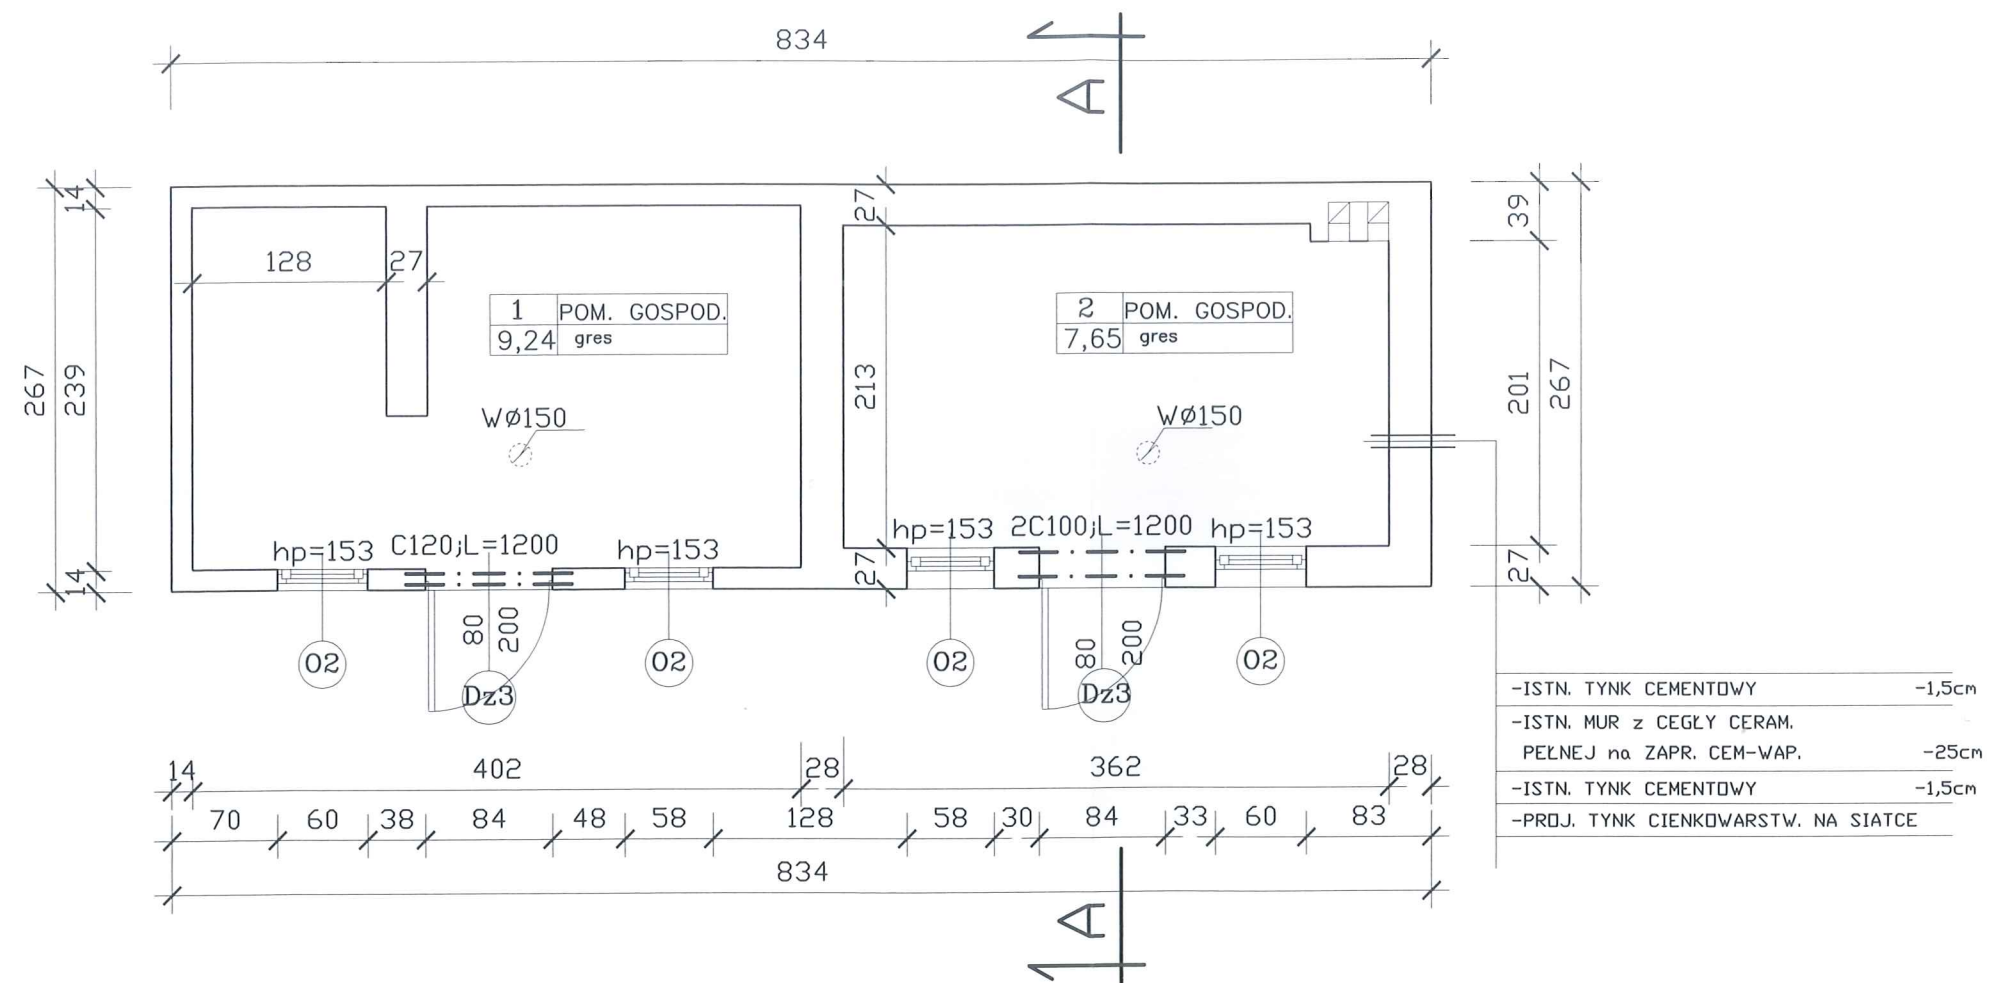 834
A
14
27
39
128
27
1 POM. GOSPOD.
9,24 gres
2 POM. GOSPOD.
7,65 gres
267
239
213
201
267
WØ150
WØ150
hp=153
C120;L=1200
hp=153
hp=153
2C100;L=1200
hp=153
14
27
27
80
200
80
200
O2
O2
O2
O2
Dz3
Dz3
-ISTN. TYNK CEMENTOWY -1,5cm
-ISTN. MUR z CEGŁY CERAM.
PEŁNEJ na ZAPR. CEM-WAP. -25cm
-ISTN. TYNK CEMENTOWY -1,5cm
-PROJ. TYNK CIENKOWARSTW. NA SIATCE
14 402 28 362 28
70 60 38 84 48 58 128 58 30 84 33 60 83
834
A